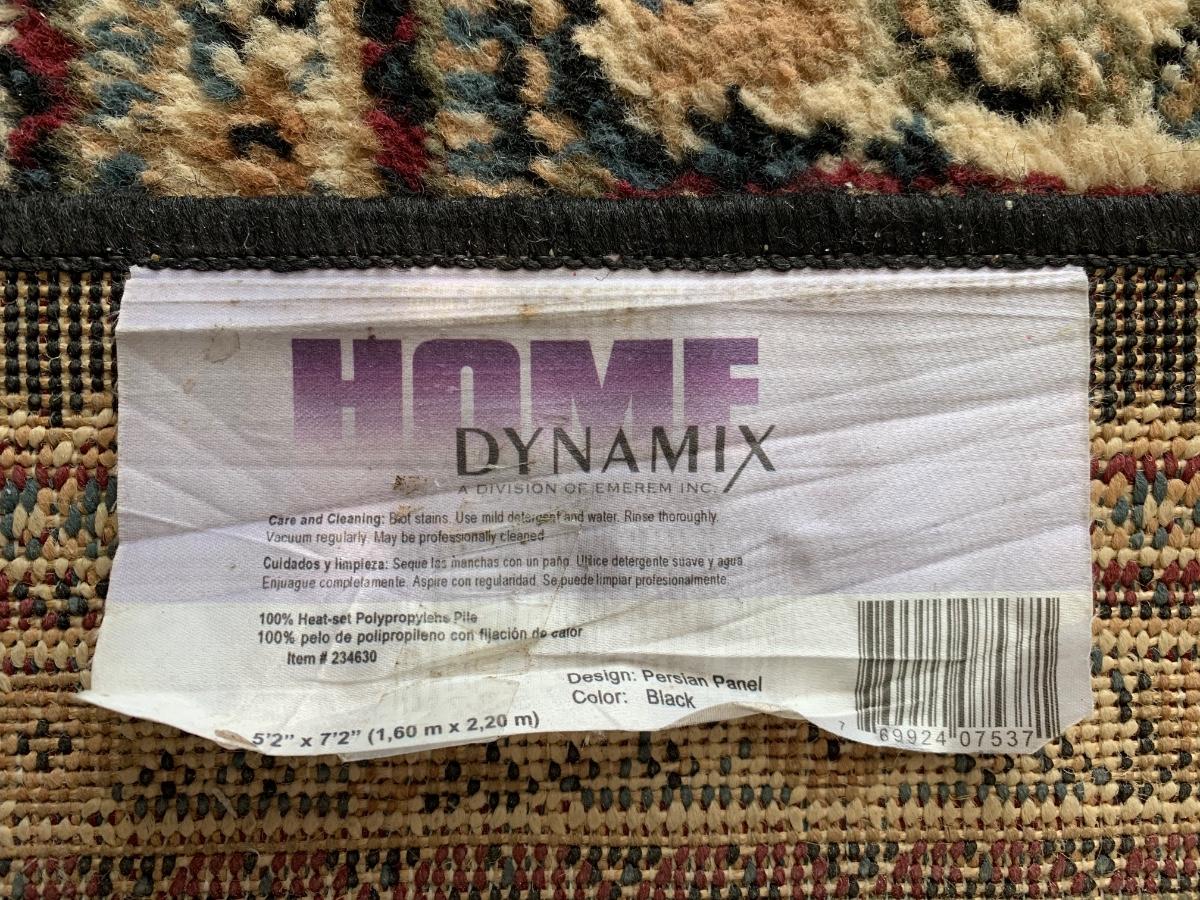 HOME
DYNAMIX
A DIVISION OF EMEREM INC.
Care and Cleaning: Blot stains. Use mild detergent and water. Rinse thoroughly.
Vacuum regularly. May be professionally cleaned
Cuidados y limpieza: Seque las manchas con un paño. Utilice detergente suave y agua
Enjuague completamente. Aspire con regularidad. Se puede limpiar profesionalmente.
100% Heat-set Polypropylene Pile
100% pelo de polipropileno con fijación de calor
Item # 234630
Design: Persian Panel
Color: Black
5'2" x 7'2" (1,60 m x 2,20 m)
7 69924 07537